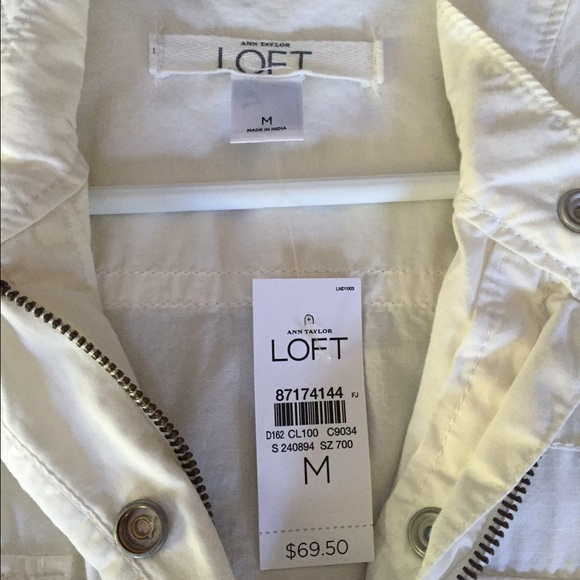 ANN TAYLOR
LOFT
M
MADE IN INDIA
LND1003
ANN TAYLOR
LOFT
87174144 FJ
D162 CL100 C9034
S 240894 SZ 700
M
$69.50